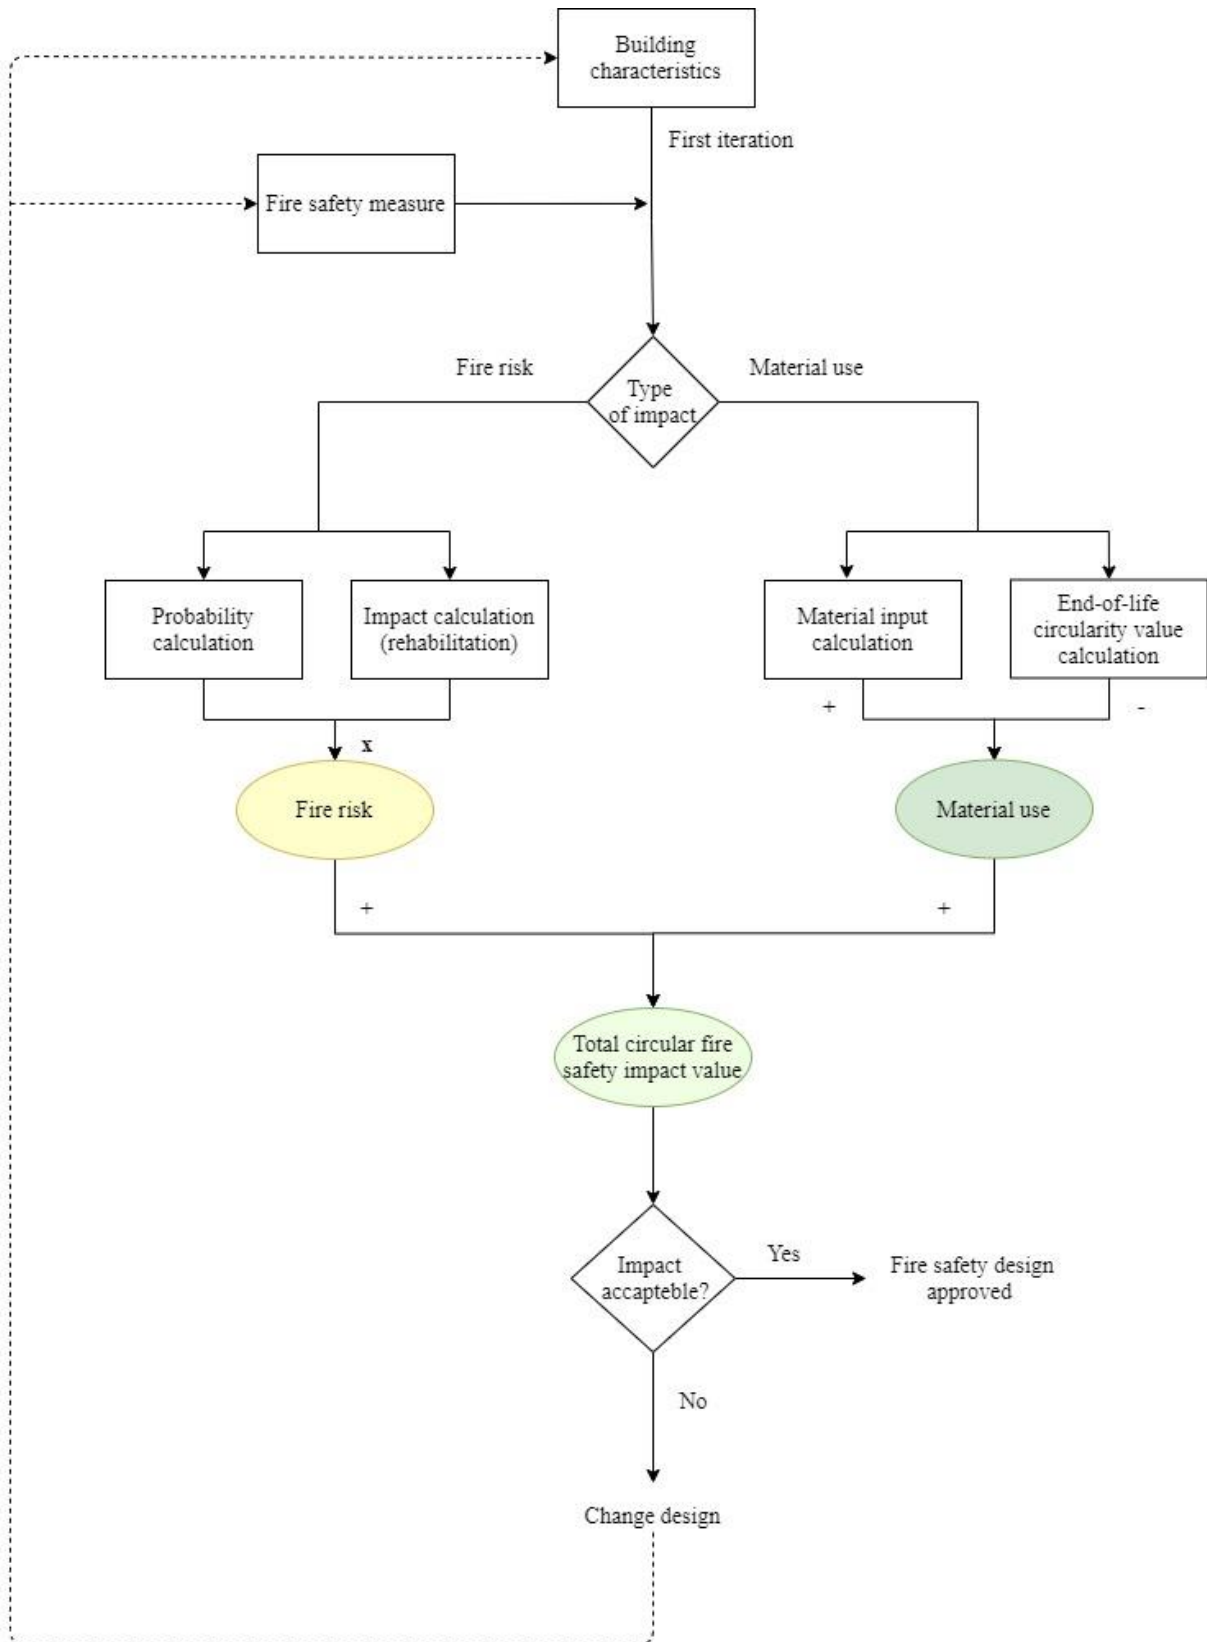 Building
characteristics
First iteration
Fire safety measure
Fire risk
Material use
Type
of impact
Probability
calculation
Impact calculation
(rehabilitation)
Material input
calculation
End-of-life
circularity value
calculation
+
-
x
Fire risk
Material use
+
+
Total circular fire
safety impact value
Impact
accapteble?
Yes
Fire safety design
approved
No
Change design